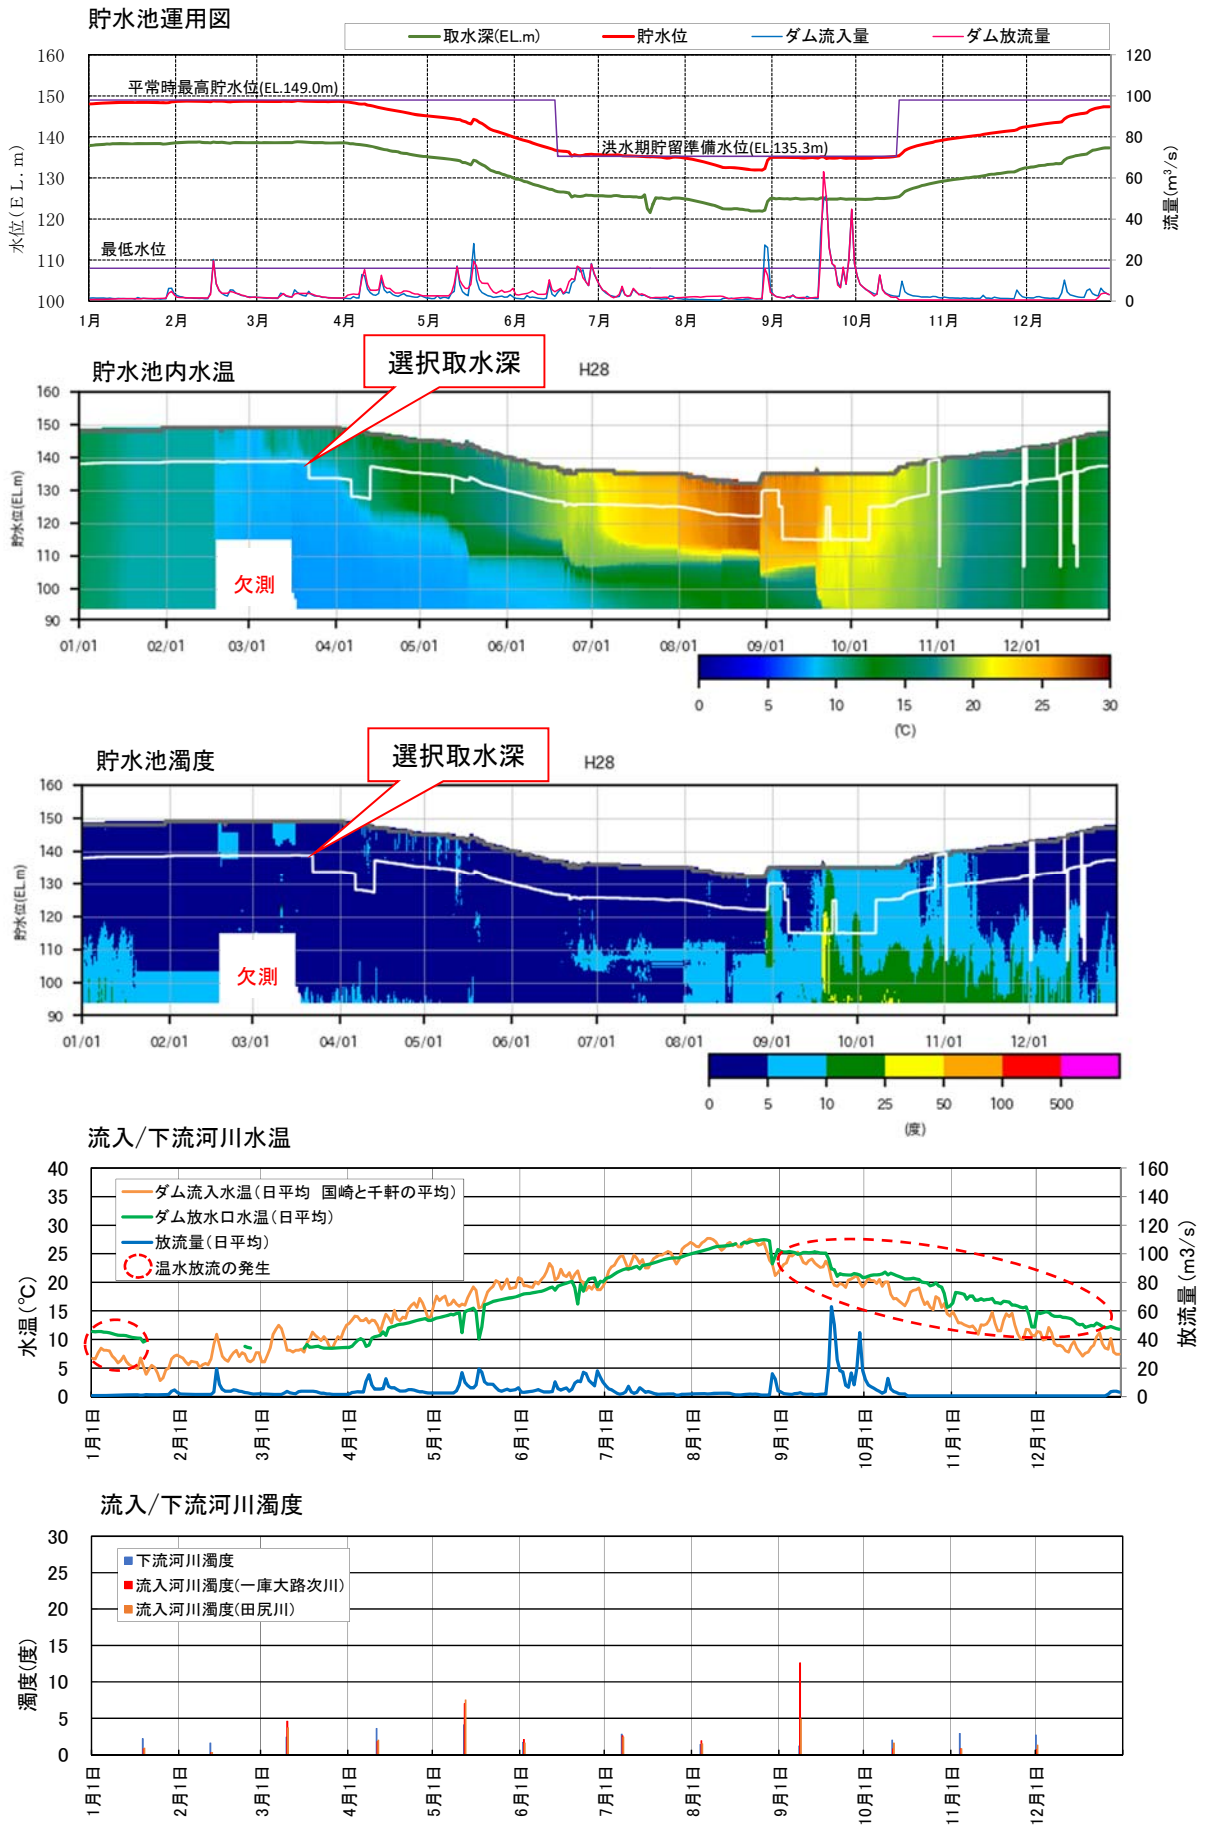 貯水池運用図
取水深(EL.m) 貯水位 ダム流入量 ダム放流量
160 120
150 100
140 80
130 60
120 40
110 20
100 0
水位(ＥＬ.m)
流量(m³/s)
平常時最高貯水位(EL.149.0m)
洪水期貯留準備水位(EL.135.3m)
最低水位
1月 2月 3月 4月 5月 6月 7月 8月 9月 10月 11月 12月
貯水池内水温
選択取水深
H28
160
150
140
130
120
110
100
90
貯水位(EL.m)
欠測
01/01 02/01 03/01 04/01 05/01 06/01 07/01 08/01 09/01 10/01 11/01 12/01
0 5 10 15 20 25 30
(℃)
貯水池濁度
選択取水深
H28
160
150
140
130
120
110
100
90
貯水位(EL.m)
欠測
01/01 02/01 03/01 04/01 05/01 06/01 07/01 08/01 09/01 10/01 11/01 12/01
0 5 10 25 50 100 500
(度)
流入/下流河川水温
40 160
35 140
30 120
25 100
20 80
15 60
10 40
5 20
0 0
水温(℃)
放流量(m3/s)
ダム流入水温(日平均 国崎と千軒の平均)
ダム放水口水温(日平均)
放流量(日平均)
温水放流の発生
1月1日 2月1日 3月1日 4月1日 5月1日 6月1日 7月1日 8月1日 9月1日 10月1日 11月1日 12月1日
流入/下流河川濁度
30
25
20
15
10
5
0
濁度(度)
下流河川濁度
流入河川濁度(一庫大路次川)
流入河川濁度(田尻川)
1月1日 2月1日 3月1日 4月1日 5月1日 6月1日 7月1日 8月1日 9月1日 10月1日 11月1日 12月1日